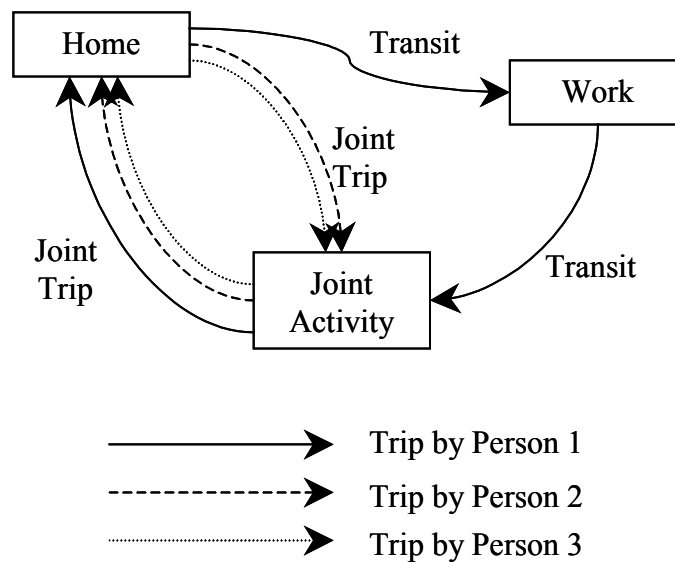 Home
Transit
Work
Joint
Trip
Joint
Trip
Transit
Joint
Activity
Trip by Person 1
Trip by Person 2
Trip by Person 3